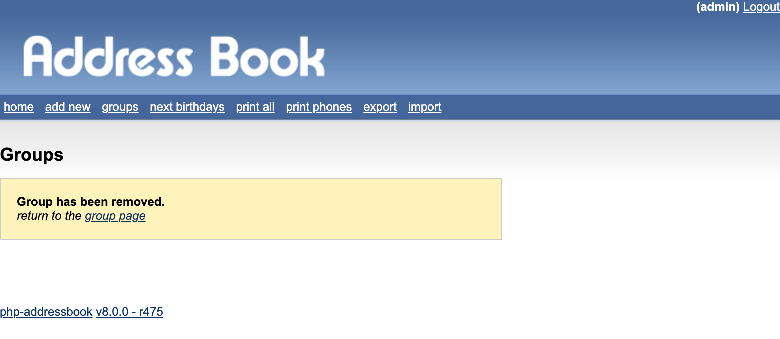 (admin) Logout
Address Book
home add new groups next birthdays print all print phones export import
Groups
Group has been removed.
return to the group page
php-addressbook v8.0.0 - r475